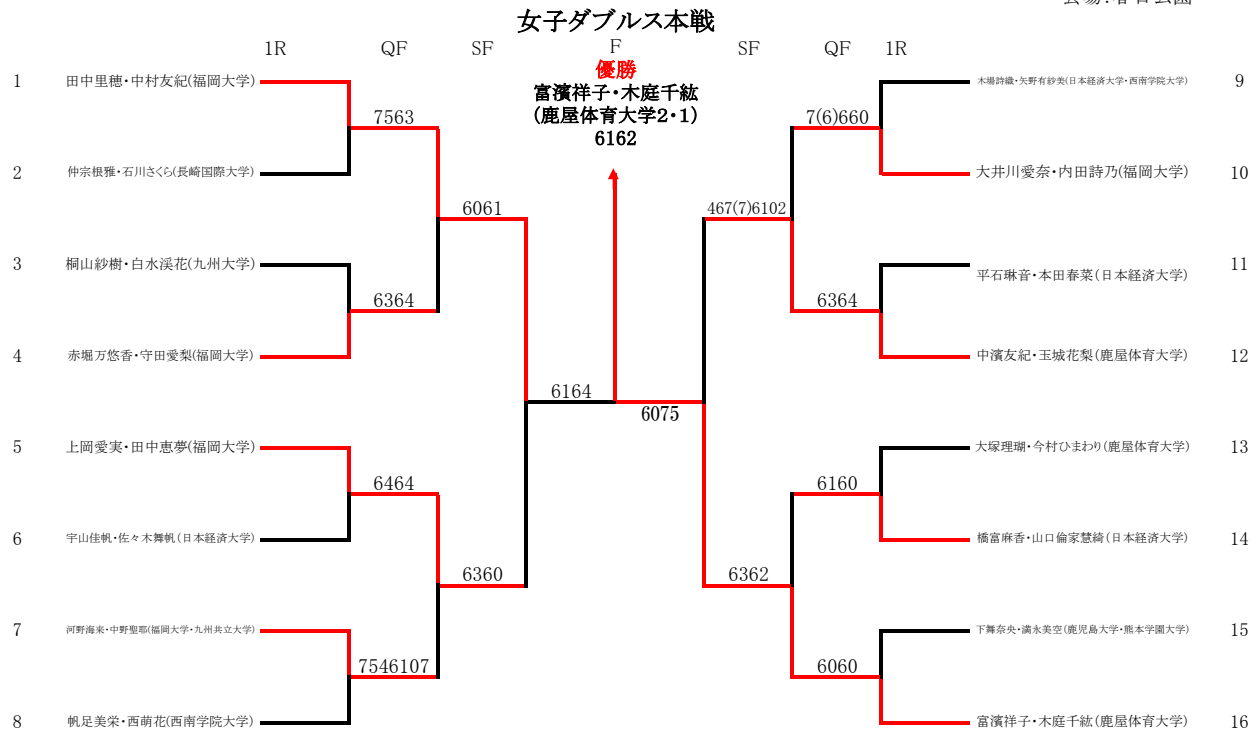 女子ダブルス本戦
1R QF SF F SF QF 1R
優勝
富濱祥子・木庭千紘
(鹿屋体育大学2・1)
6162
1 田中里穂・中村友紀(福岡大学)
7563
2 仲宗根雅・石川さくら(長崎国際大学)
6061
3 桐山紗樹・白水渓花(九州大学)
6364
4 赤堀万悠香・守田愛梨(福岡大学)
6164
5 上岡愛実・田中恵夢(福岡大学)
6464
6 宇山佳帆・佐々木舞帆(日本経済大学)
6360
7 河野海来・中野聖耶(福岡大学・九州共立大学)
7546107
8 帆足美栄・西萌花(西南学院大学)
木場詩織・矢野有紗美(日本経済大学・西南学院大学) 9
7(6)660
大井川愛奈・内田詩乃(福岡大学) 10
467(7)6102
平石琳音・本田春菜(日本経済大学) 11
6364
中濱友紀・玉城花梨(鹿屋体育大学) 12
6075
大塚理瑚・今村ひまわり(鹿屋体育大学) 13
6160
橋富麻香・山口倫家慧綺(日本経済大学) 14
6362
下舞奈央・満永美空(鹿児島大学・熊本学園大学) 15
6060
富濱祥子・木庭千紘(鹿屋体育大学) 16